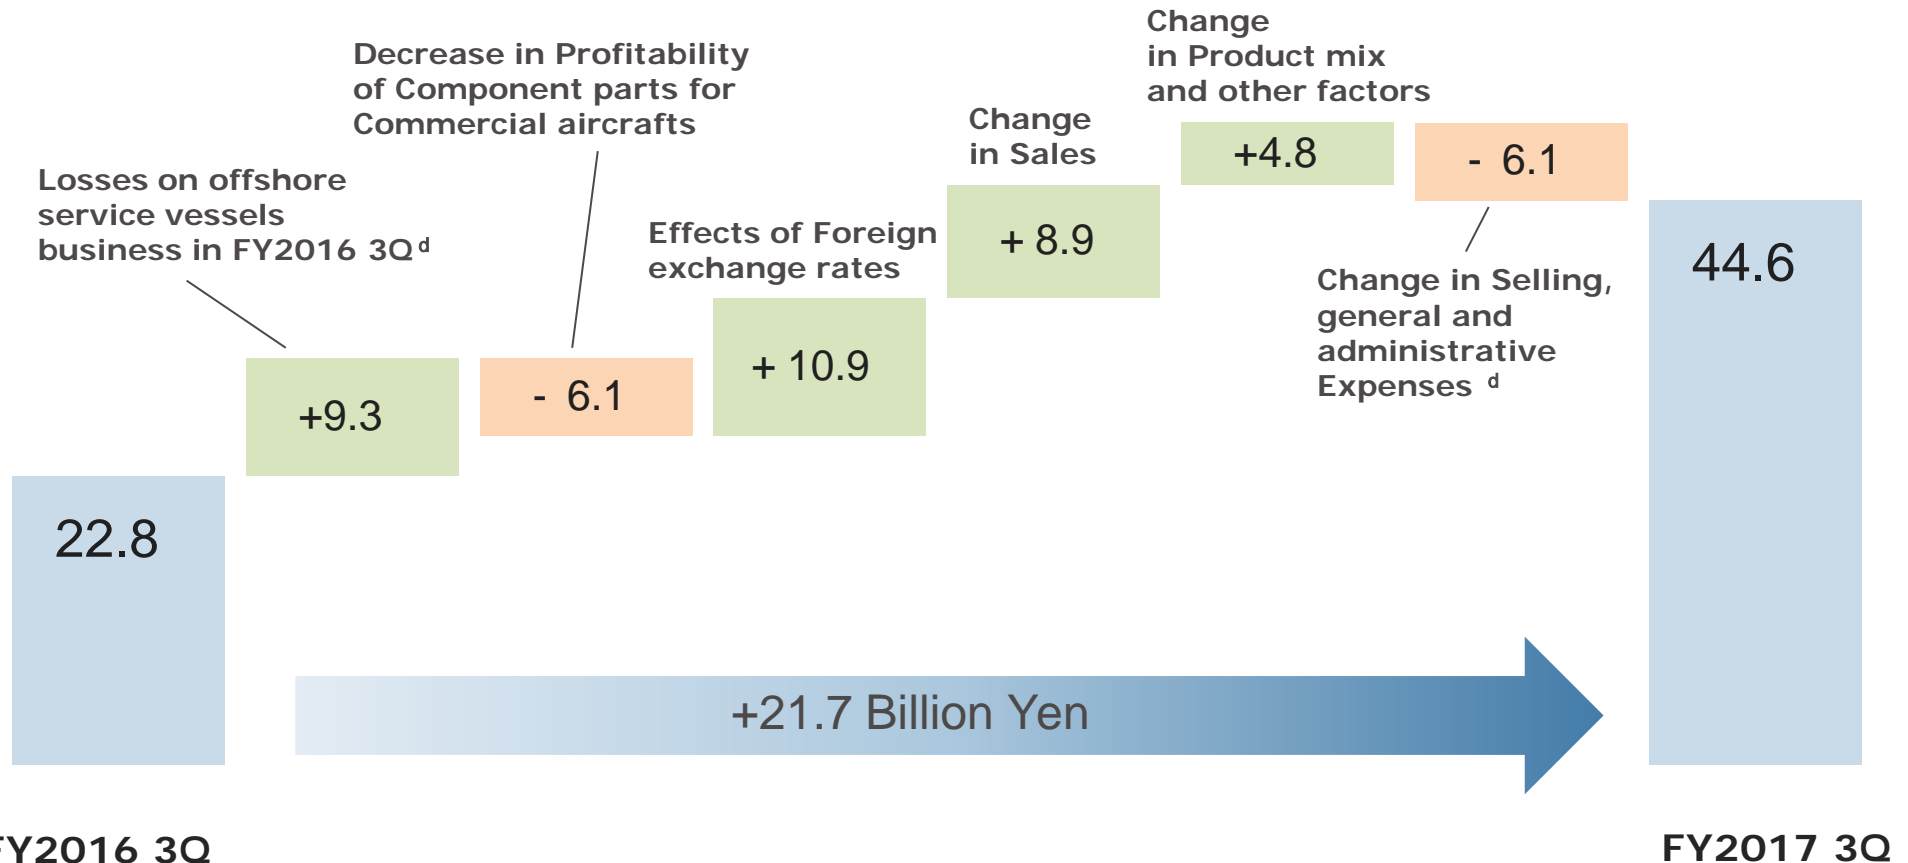 Change
in Product mix
and other factors
Decrease in Profitability
of Component parts for
Commercial aircrafts
Change
in Sales
+4.8
- 6.1
Losses on offshore
service vessels
business in FY2016 3Q d
Effects of Foreign
exchange rates
+ 8.9
44.6
Change in Selling,
general and
administrative
Expenses d
+ 10.9
- 6.1
+9.3
22.8
+21.7 Billion Yen
FY2016 3Q
FY2017 3Q